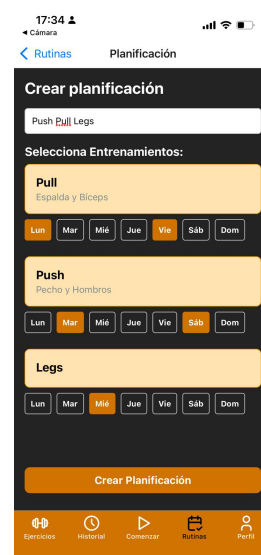 17:34
◀ Cámara
Rutinas Planificación
Crear planificación
Push Pull Legs
Selecciona Entrenamientos:
Pull
Espalda y Bíceps
Lun Mar Mié Jue Vie Sáb Dom
Push
Pecho y Hombros
Lun Mar Mié Jue Vie Sáb Dom
Legs
Lun Mar Mié Jue Vie Sáb Dom
Crear Planificación
Ejercicios Historial Comenzar Rutinas Perfil